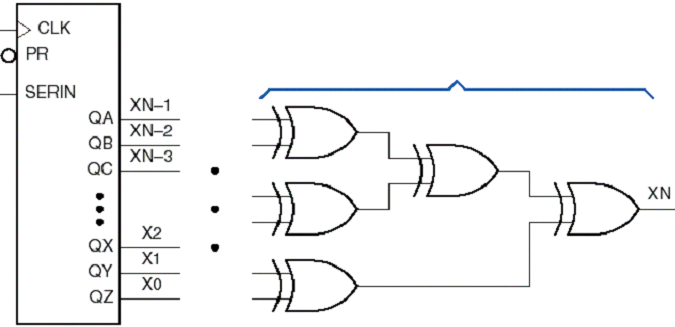 CLK
PR
SERIN
QA XN–1
QB XN–2
QC XN–3
QX X2
QY X1
QZ X0
XN